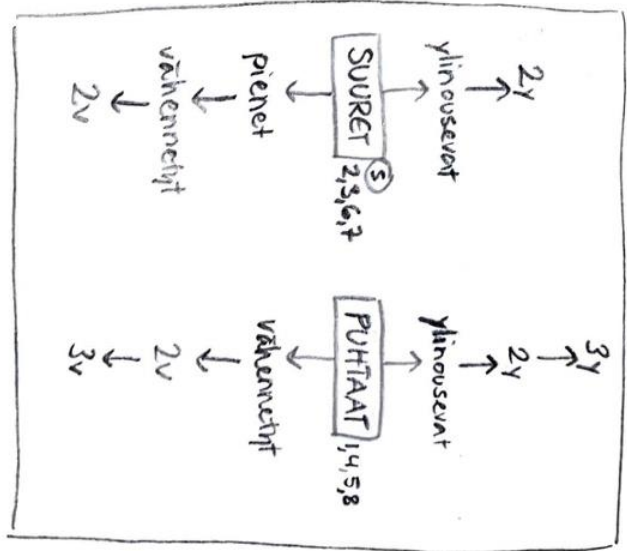 2y
ylinousevat
SUURET Ⓢ 2,3,6,7
pienet
vähennetyt
2v
3y
2y
ylinousevat
PUHTAAT 1,4,5,8
vähennetyt
2v
3v